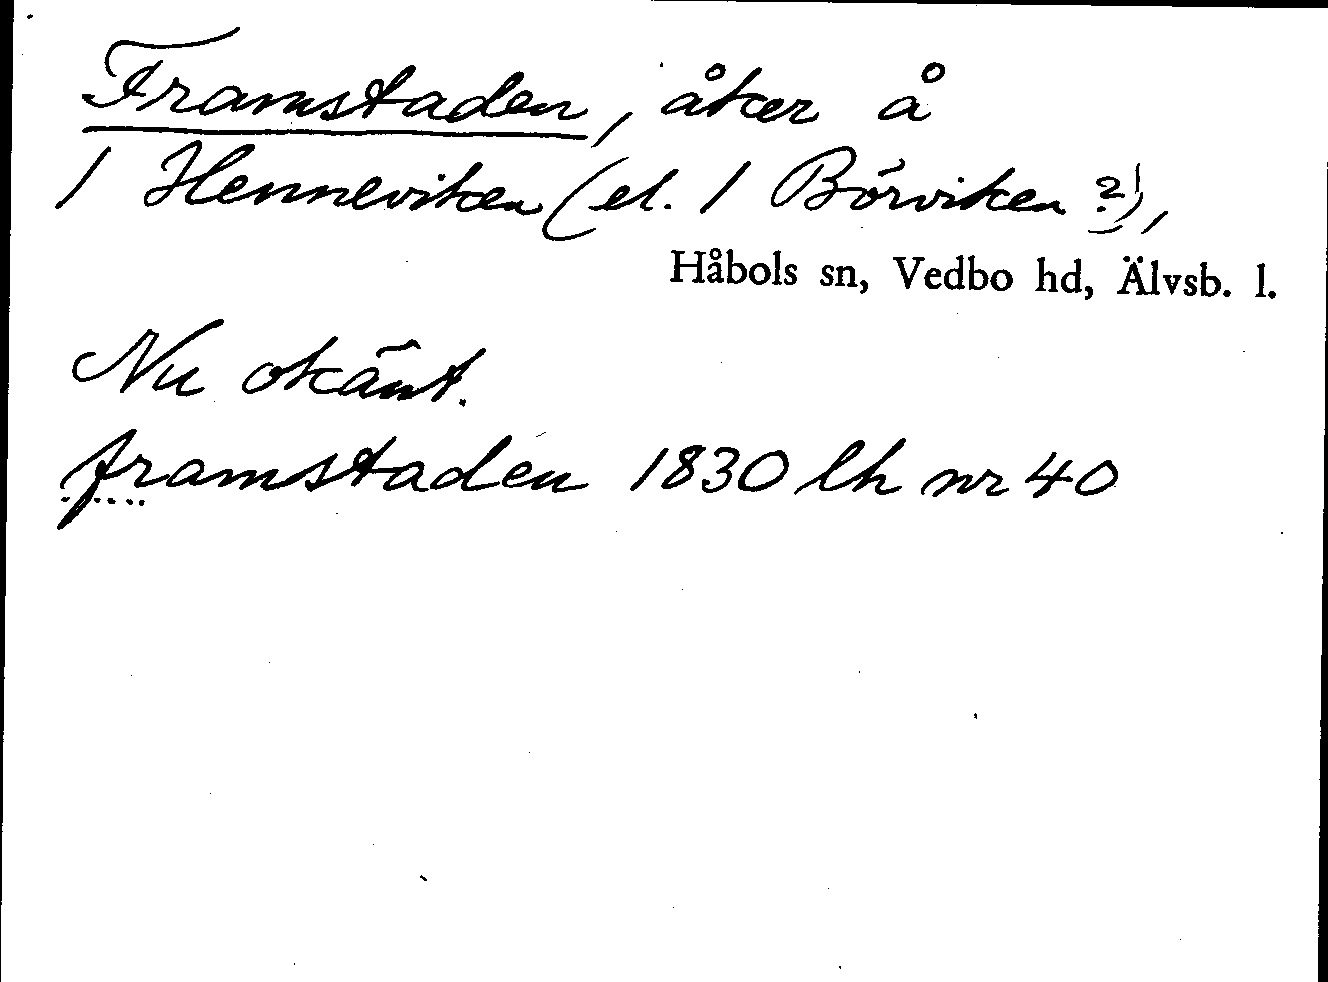 Framstaden, åker å
1 Henneviken (el. 1 Börviken?),
Håbols sn, Vedbo hd, Älvsb. l.
Nu okänt.
framstaden 1830 lh nr 40